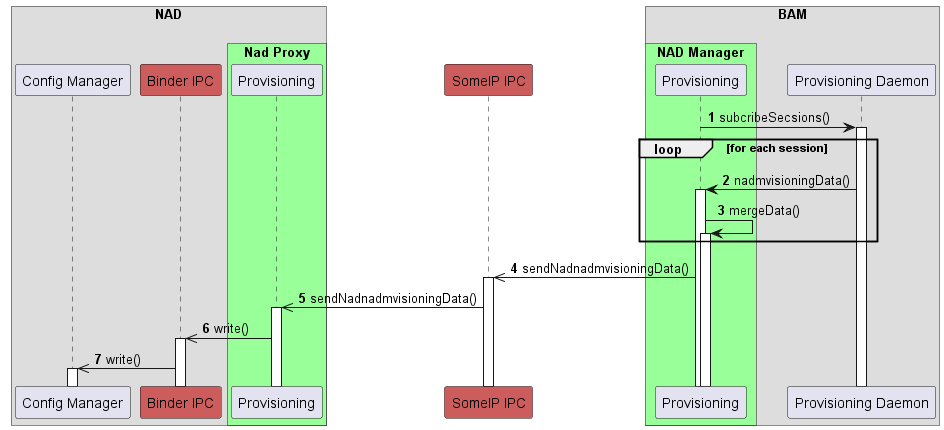 NAD
BAM
Nad Proxy
NAD Manager
Config Manager
Binder IPC
Provisioning
SomeIP IPC
Provisioning
Provisioning Daemon
1 subcribeSecsions()
loop
[for each session]
2 nadmvisioningData()
3 mergeData()
4 sendNadnadmvisioningData()
5 sendNadnadmvisioningData()
6 write()
7 write()
Config Manager
Binder IPC
Provisioning
SomeIP IPC
Provisioning
Provisioning Daemon